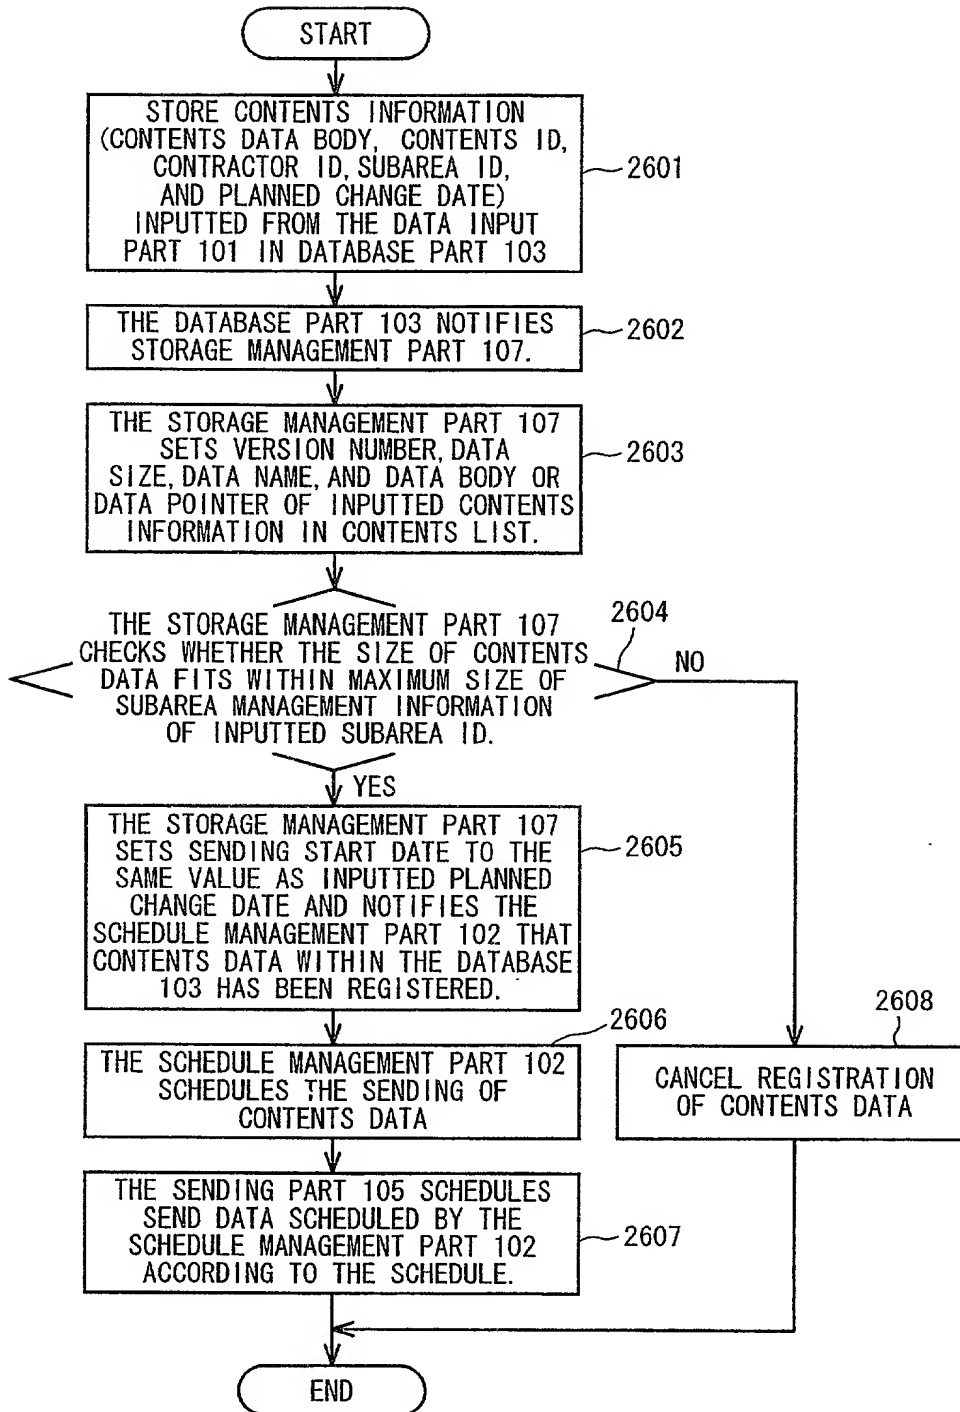 START
STORE CONTENTS INFORMATION
(CONTENTS DATA BODY, CONTENTS ID,
CONTRACTOR ID, SUBAREA ID,
AND PLANNED CHANGE DATE)
INPUTTED FROM THE DATA INPUT
PART 101 IN DATABASE PART 103
2601
THE DATABASE PART 103 NOTIFIES
STORAGE MANAGEMENT PART 107.
2602
THE STORAGE MANAGEMENT PART 107
SETS VERSION NUMBER, DATA
SIZE, DATA NAME, AND DATA BODY OR
DATA POINTER OF INPUTTED CONTENTS
INFORMATION IN CONTENTS LIST.
2603
THE STORAGE MANAGEMENT PART 107
CHECKS WHETHER THE SIZE OF CONTENTS
DATA FITS WITHIN MAXIMUM SIZE OF
SUBAREA MANAGEMENT INFORMATION
OF INPUTTED SUBAREA ID.
2604
NO
YES
THE STORAGE MANAGEMENT PART 107
SETS SENDING START DATE TO THE
SAME VALUE AS INPUTTED PLANNED
CHANGE DATE AND NOTIFIES THE
SCHEDULE MANAGEMENT PART 102 THAT
CONTENTS DATA WITHIN THE DATABASE
103 HAS BEEN REGISTERED.
2605
2606
THE SCHEDULE MANAGEMENT PART 102
SCHEDULES THE SENDING OF
CONTENTS DATA
2608
CANCEL REGISTRATION
OF CONTENTS DATA
THE SENDING PART 105 SCHEDULES
SEND DATA SCHEDULED BY THE
SCHEDULE MANAGEMENT PART 102
ACCORDING TO THE SCHEDULE.
2607
END